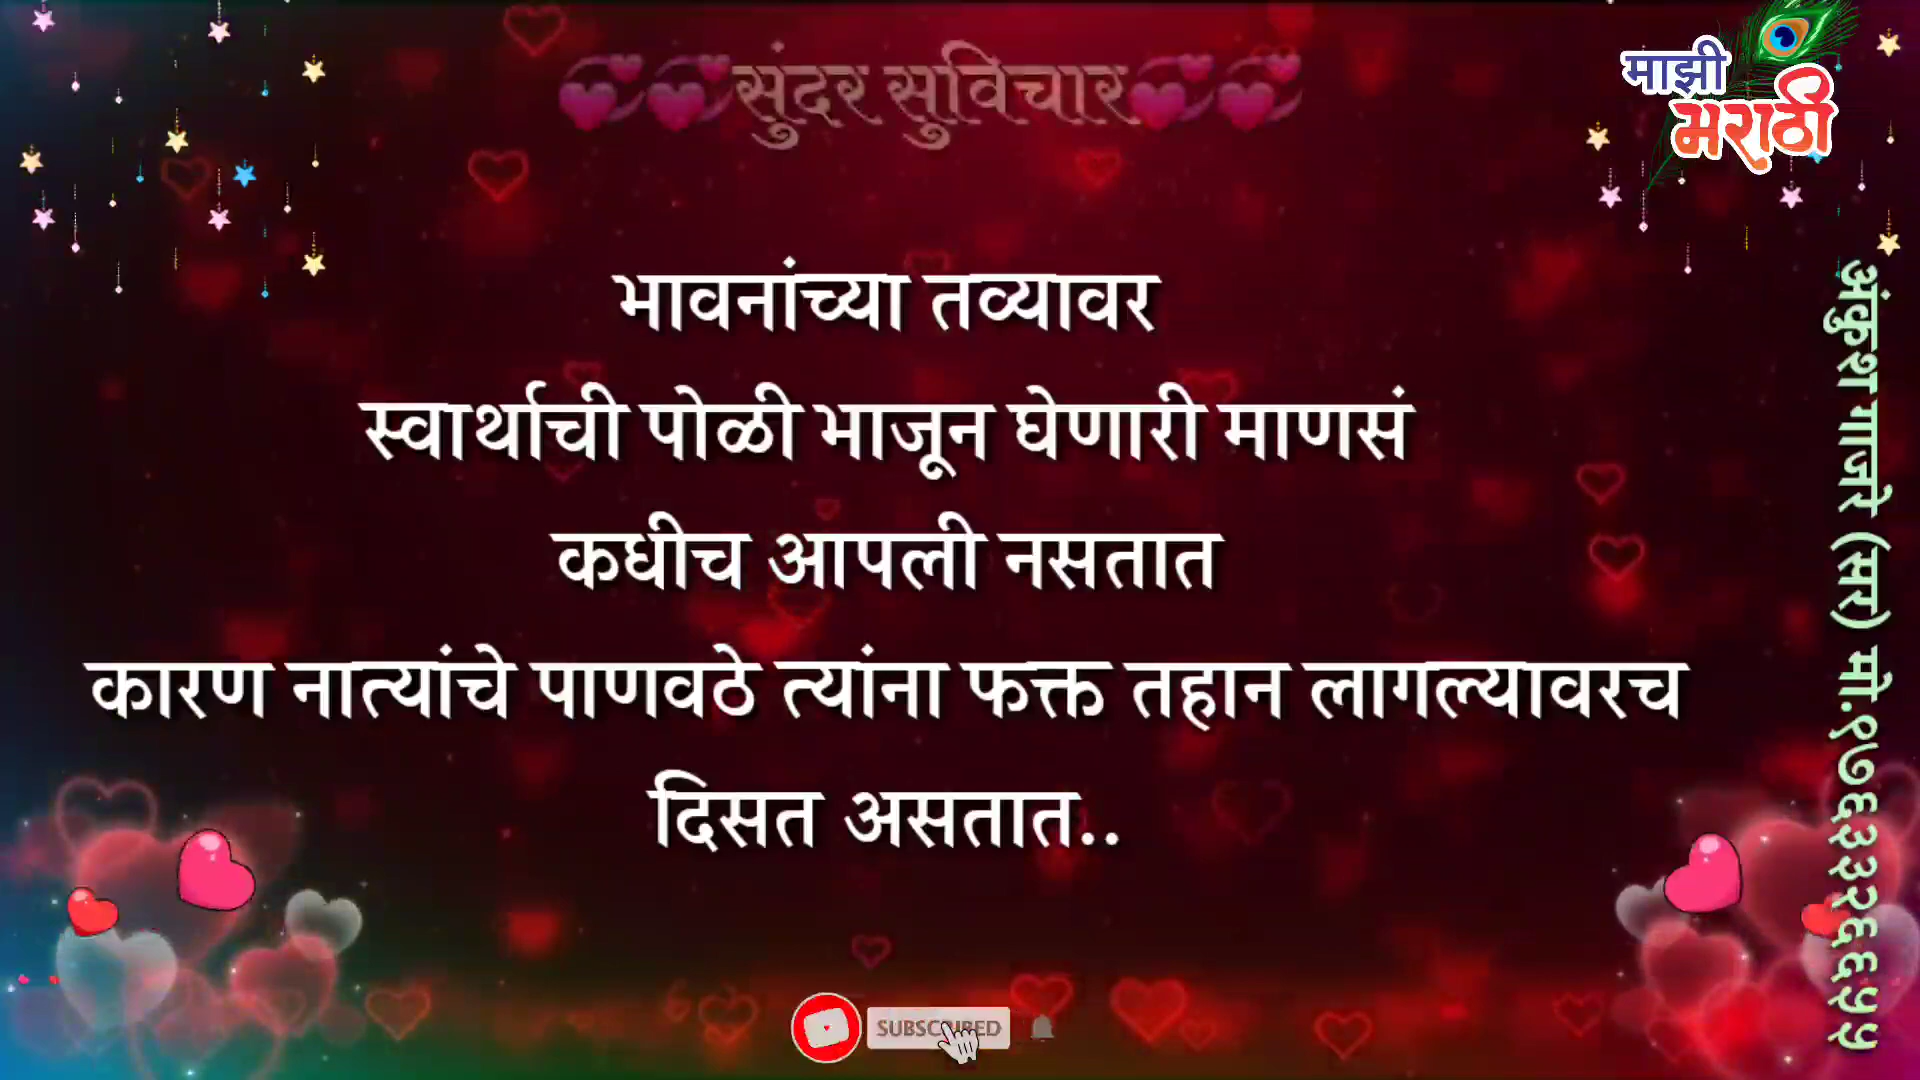 💞💞सुंदर सुविचार💞💞
माझी
मराठी
भावनांच्या तव्यावर
स्वार्थाची पोळी भाजून घेणारी माणसं
कधीच आपली नसतात
कारण नात्यांचे पाणवठे त्यांना फक्त तहान लागल्यावरच
दिसत असतात..
अंकुश गाजरे (सर) मो.९७६३३२६६५५
SUBSCRIBED